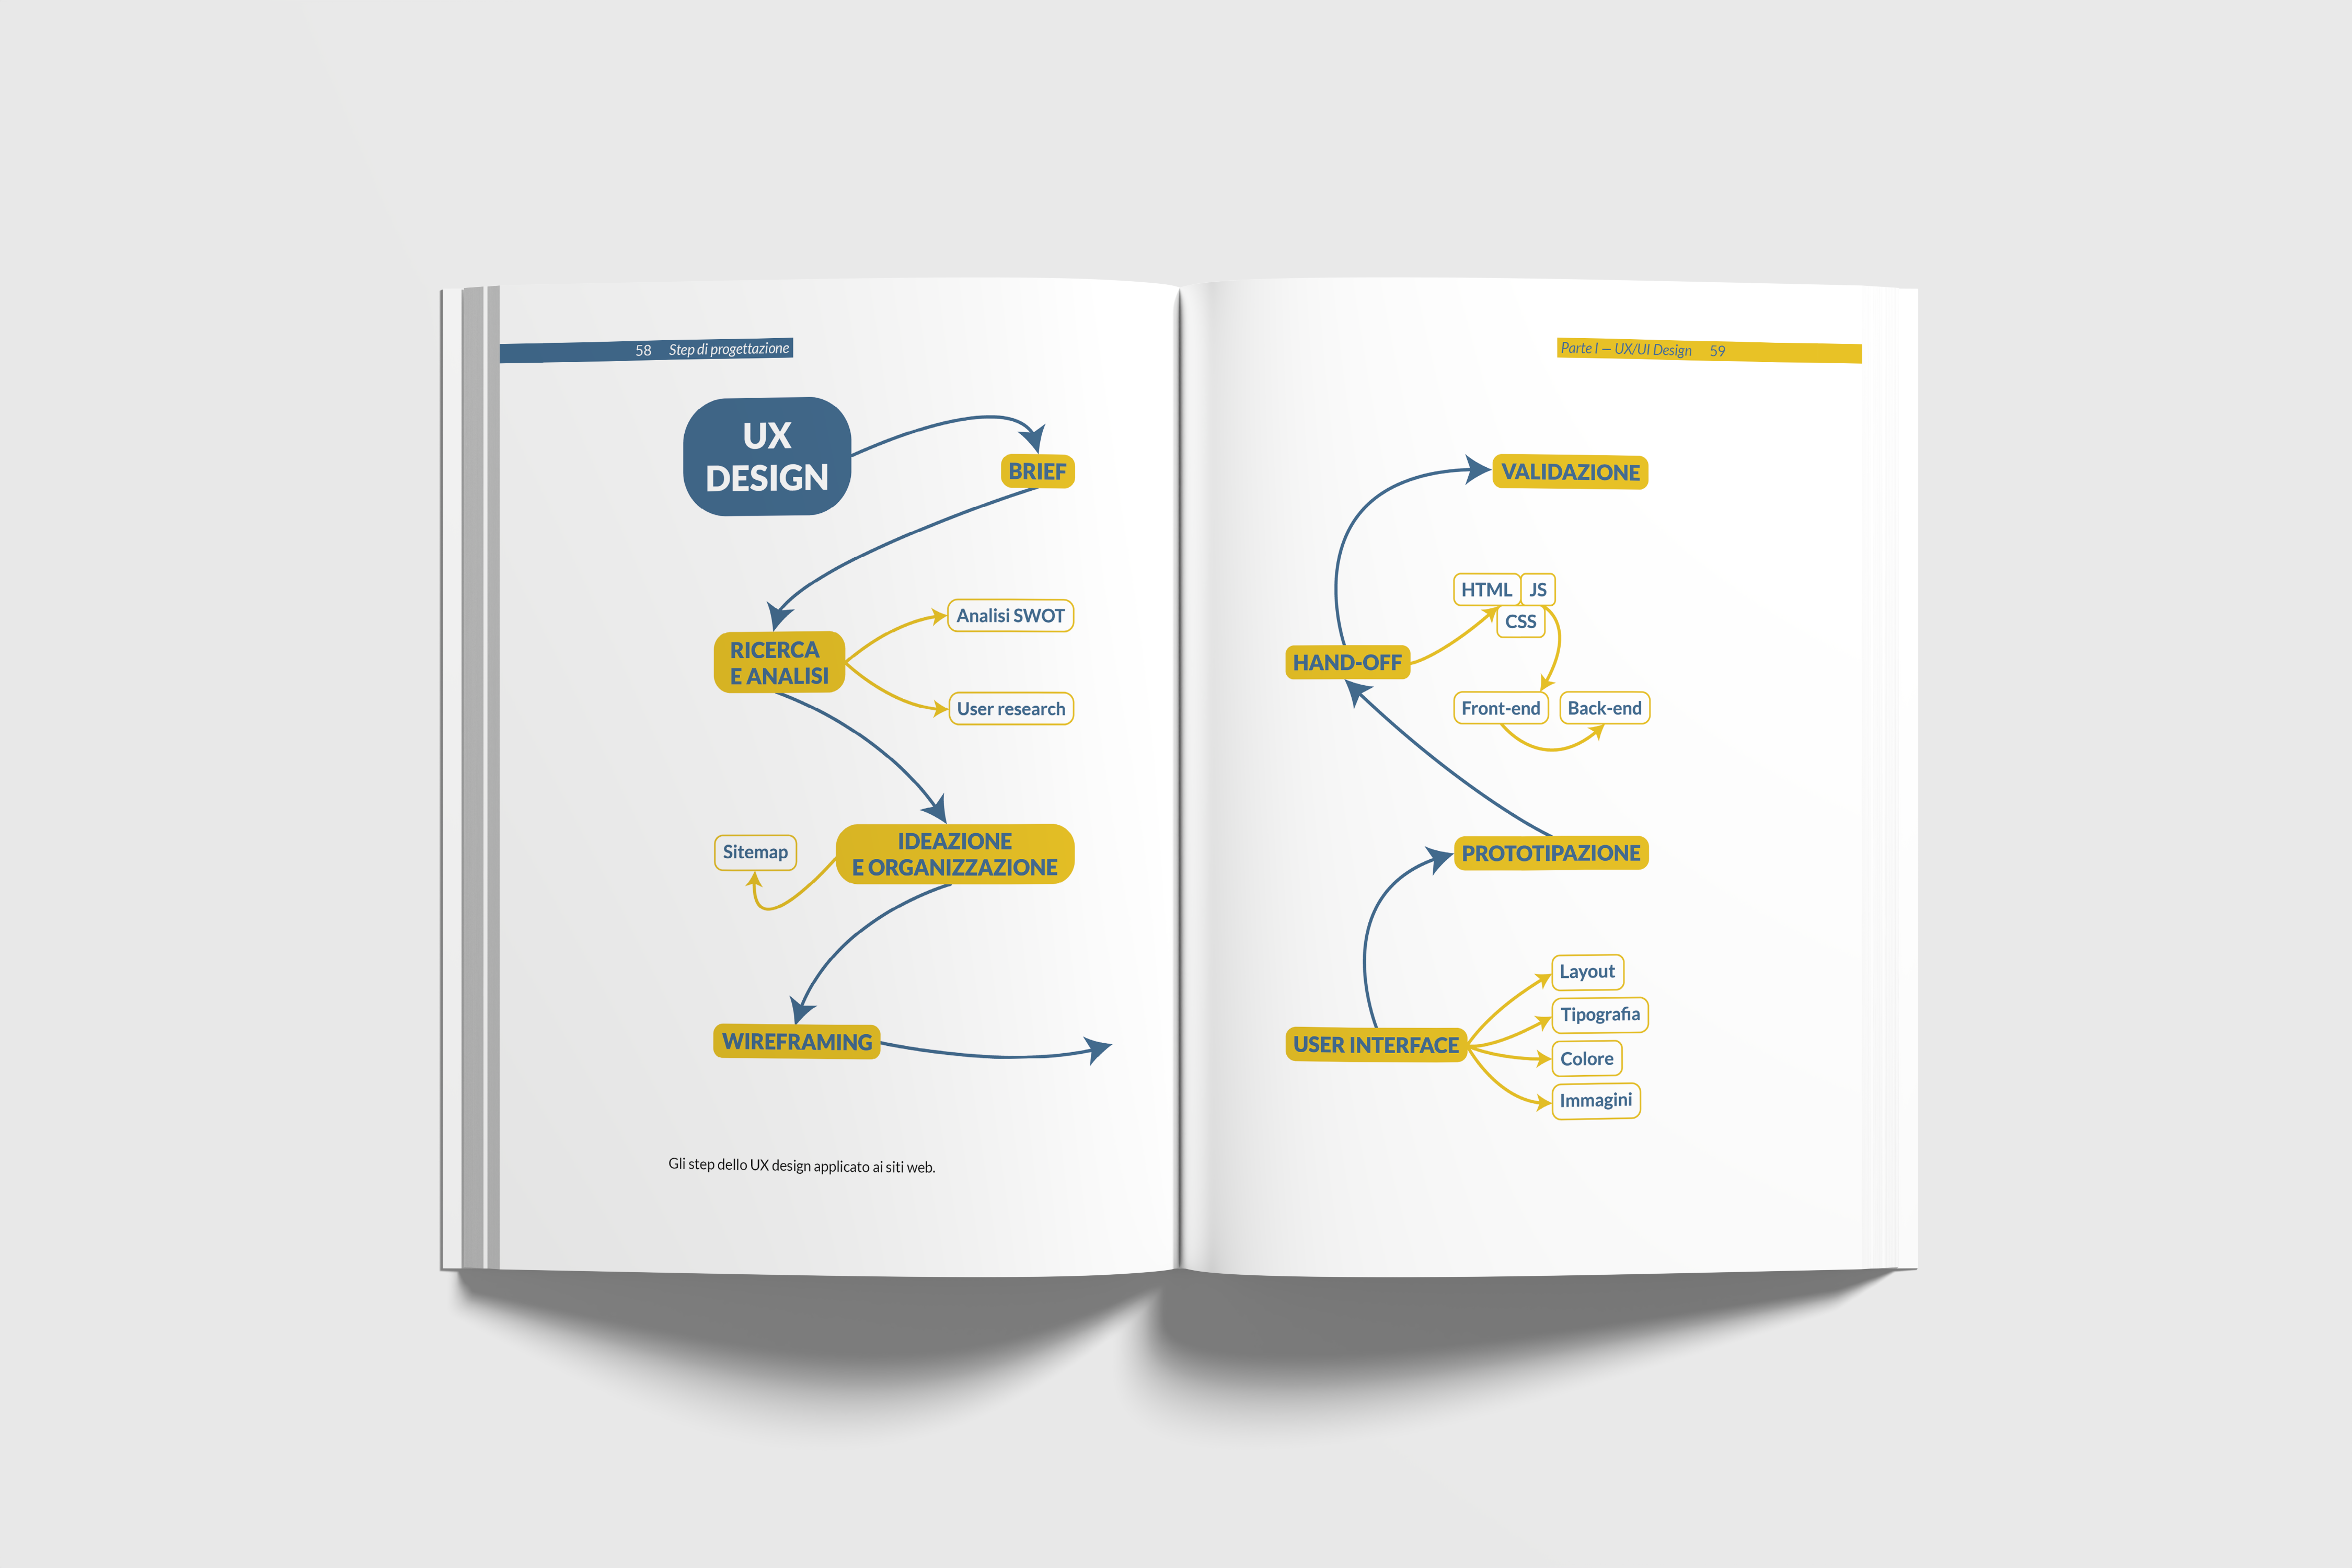 58 Step di progettazione
UX
DESIGN
BRIEF
RICERCA
E ANALISI
Analisi SWOT
User research
IDEAZIONE
E ORGANIZZAZIONE
Sitemap
WIREFRAMING
Gli step dello UX design applicato ai siti web.
Parte I — UX/UI Design 59
VALIDAZIONE
HTML JS
CSS
HAND-OFF
Front-end Back-end
PROTOTIPAZIONE
USER INTERFACE
Layout
Tipografia
Colore
Immagini